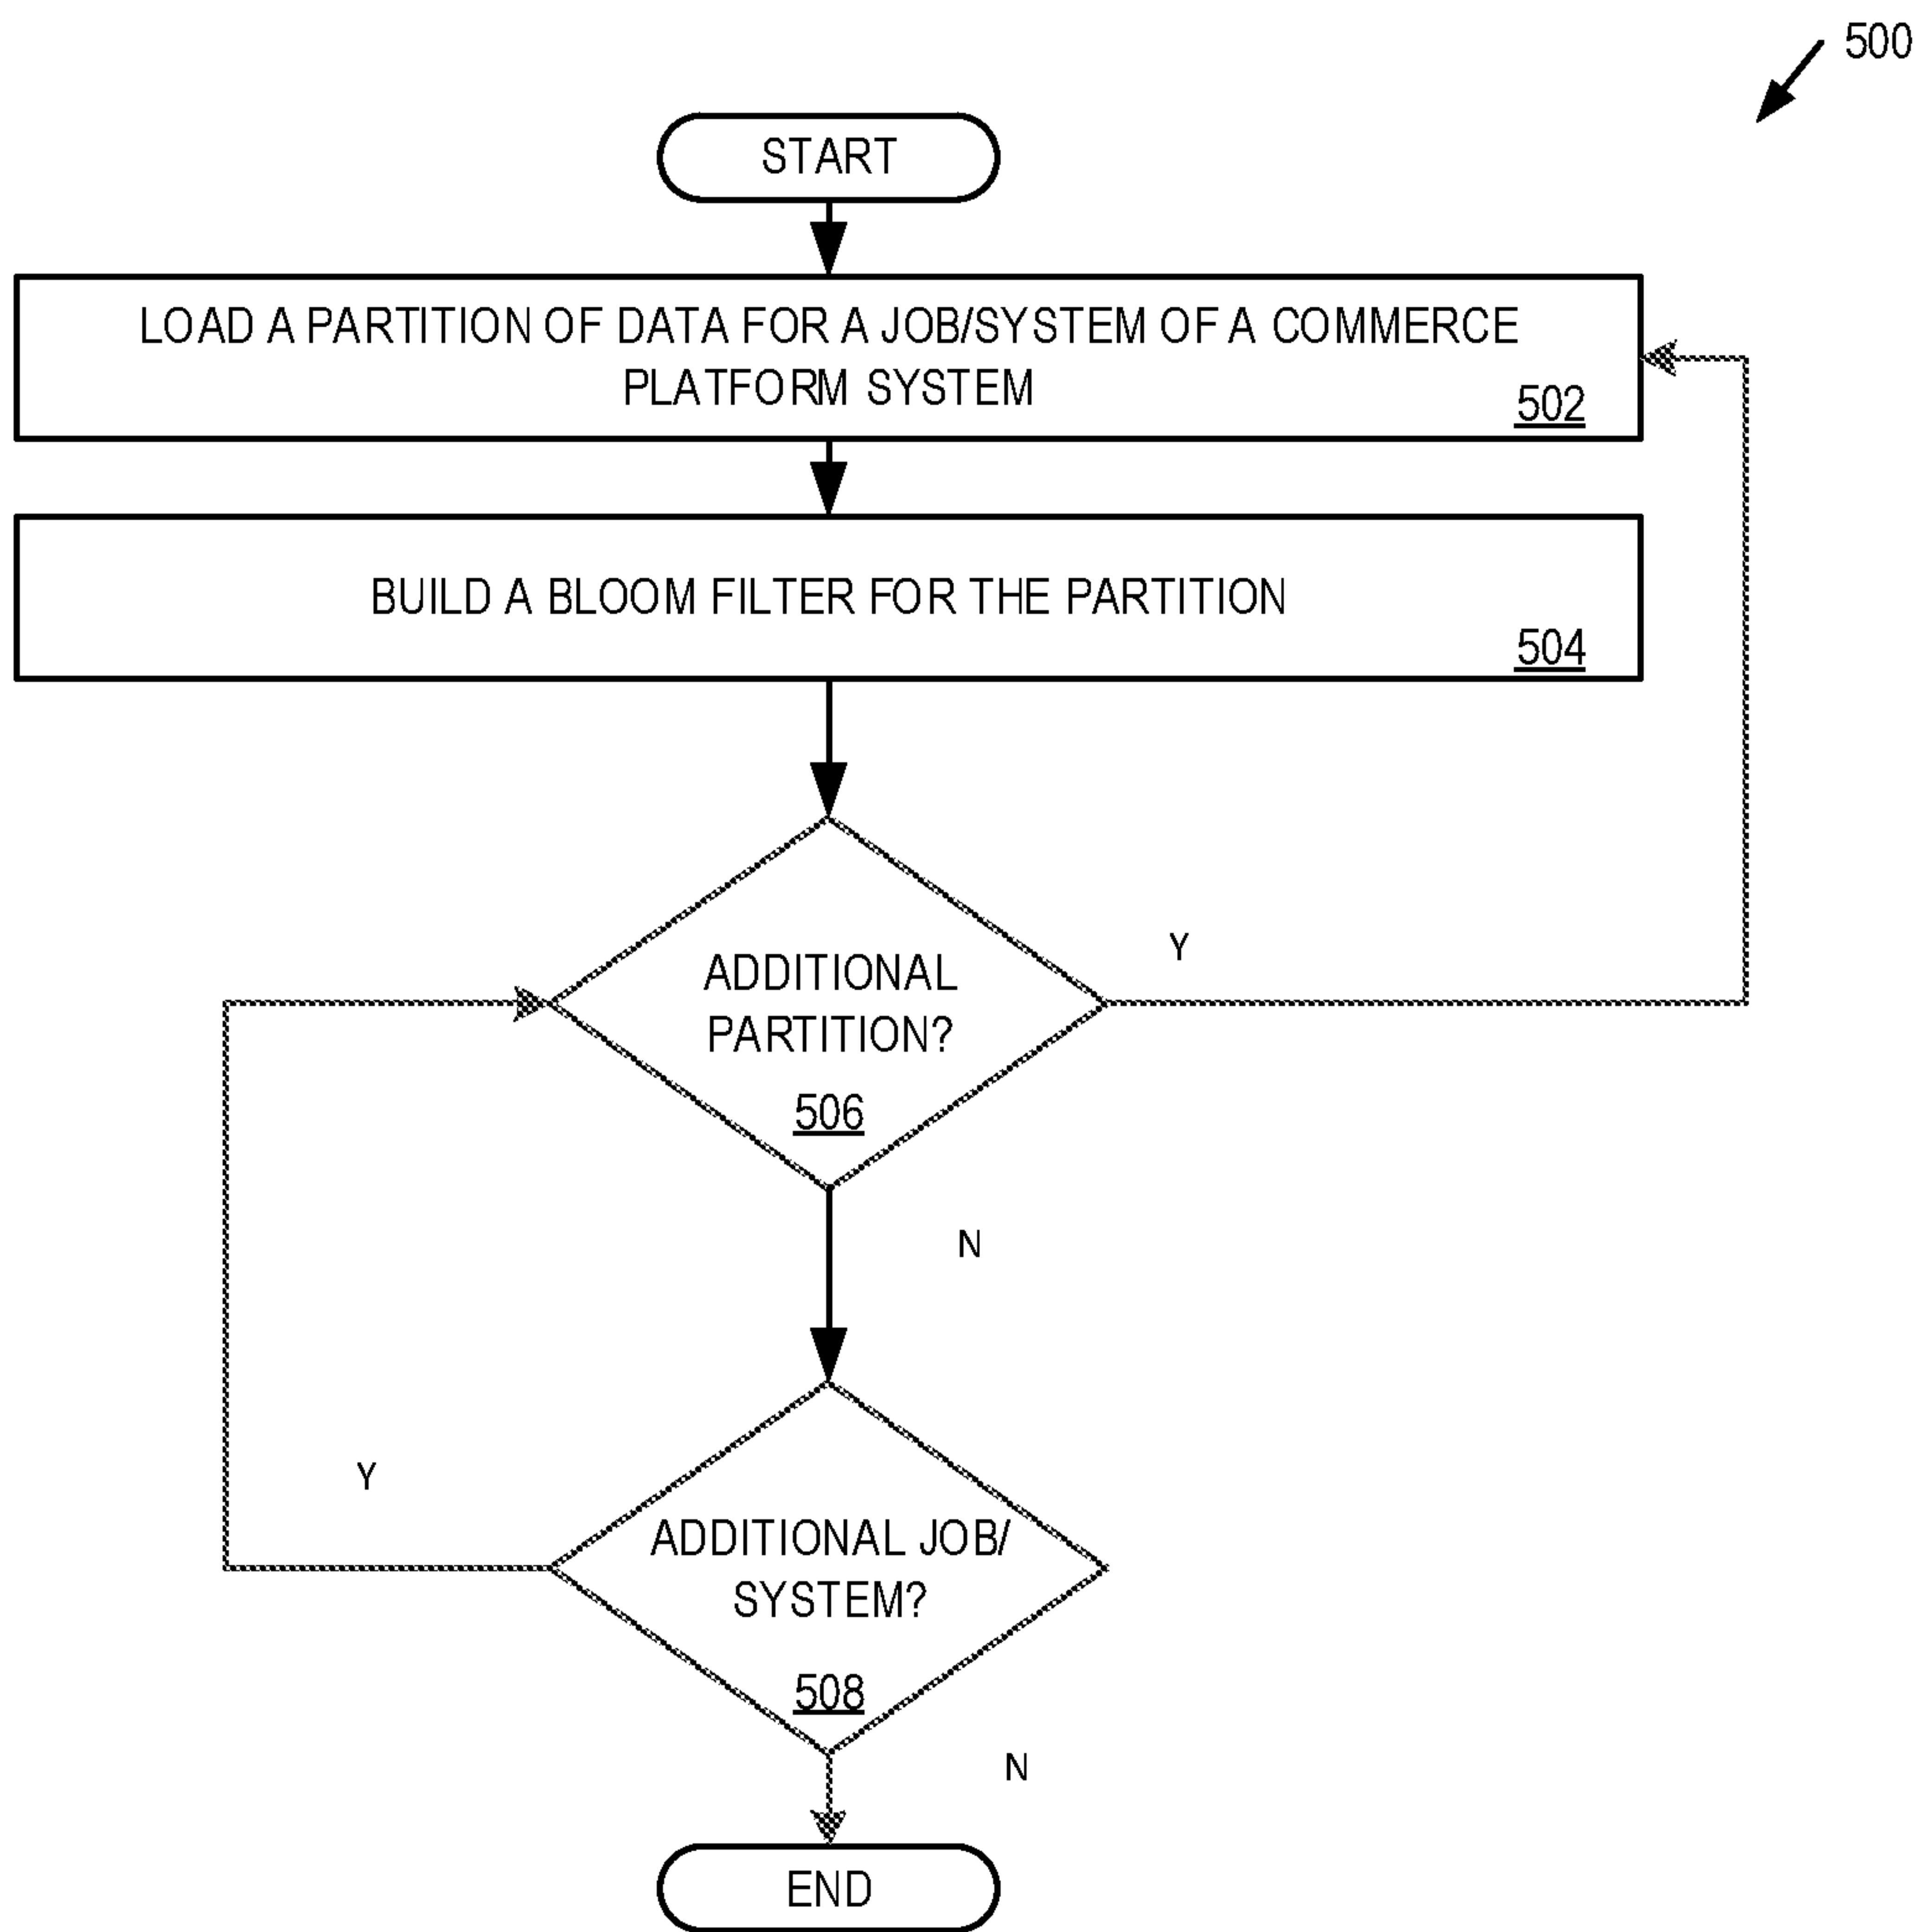 500
START
LOAD A PARTITION OF DATA FOR A JOB/SYSTEM OF A COMMERCE
PLATFORM SYSTEM
502
BUILD A BLOOM FILTER FOR THE PARTITION
504
Y
ADDITIONAL
PARTITION?
506
N
Y
ADDITIONAL JOB/
SYSTEM?
508
N
END